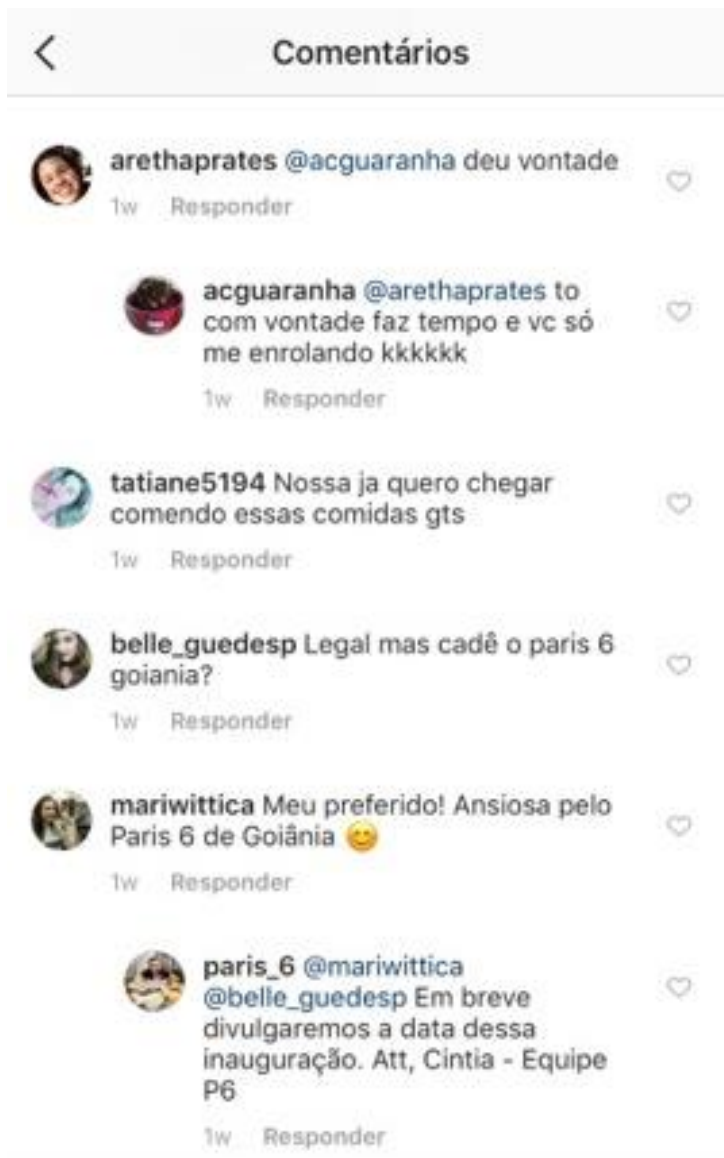 Comentários
arethaprates @acguaranha deu vontade
1w Responder
acguaranha @arethaprates to
com vontade faz tempo e vc só
me enrolando kkkkkk
1w Responder
tatiane5194 Nossa ja quero chegar
comendo essas comidas gts
1w Responder
belle_guedesp Legal mas cadê o paris 6
goiania?
1w Responder
mariwittica Meu preferido! Ansiosa pelo
Paris 6 de Goiânia 😊
1w Responder
paris_6 @mariwittica
@belle_guedesp Em breve
divulgaremos a data dessa
inauguração. Att, Cintia - Equipe
P6
1w Responder